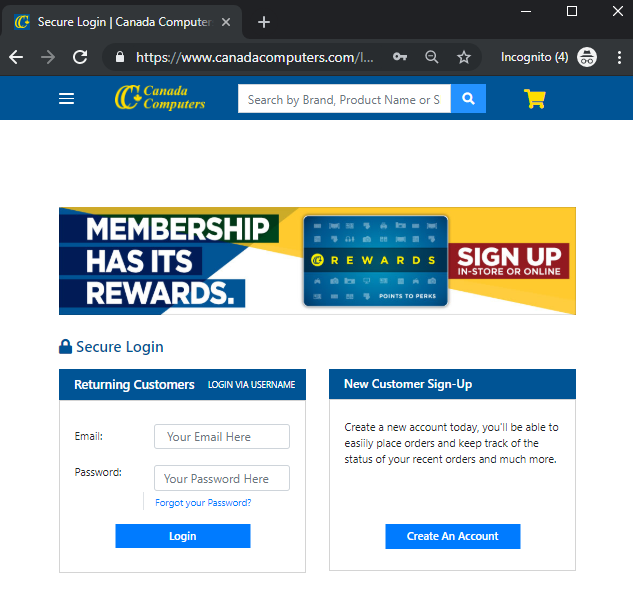 Secure Login | Canada Computers
https://www.canadacomputers.com/l...
Incognito (4)
Canada
Computers
Search by Brand, Product Name or S
MEMBERSHIP
HAS ITS
REWARDS.
REWARDS
POINTS TO PERKS
SIGN UP
IN-STORE OR ONLINE
Secure Login
Returning Customers LOGIN VIA USERNAME
Email: Your Email Here
Password: Your Password Here
Forgot your Password?
Login
New Customer Sign-Up
Create a new account today, you'll be able to
easiily place orders and keep track of the
status of your recent orders and much more.
Create An Account